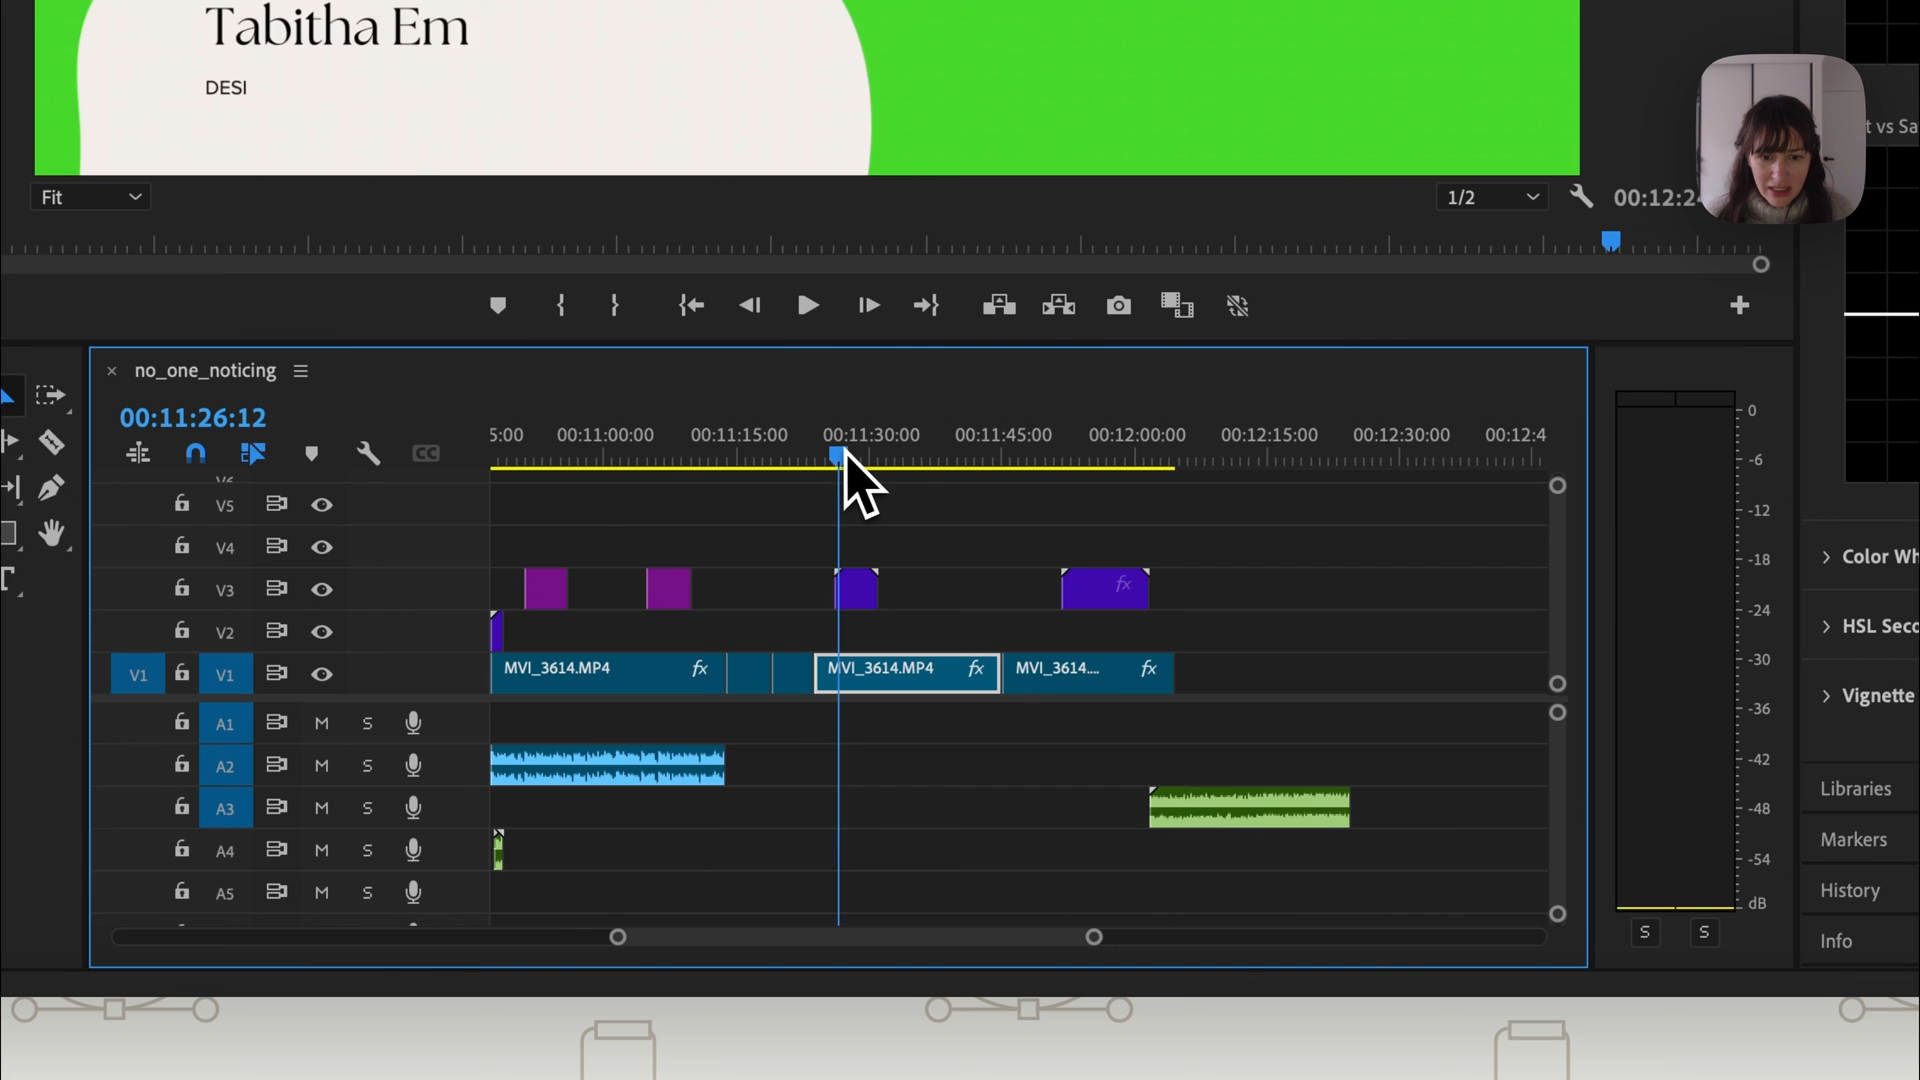 Tabitha Em
DESI
t vs Sa
Fit
1/2
00:12:24
no_one_noticing
00:11:26:12
5:00 00:11:00:00 00:11:15:00 00:11:30:00 00:11:45:00 00:12:00:00 00:12:15:00 00:12:30:00 00:12:4
CC
V5
V4
V3 fx
V2
V1 V1 MVI_3614.MP4 fx MVI_3614.MP4 fx MVI_3614.... fx
A1 M S
A2 M S
A3 M S
A4 M S
A5 M S
0
-6
-12
-18
-24
-30
-36
-42
-48
-54
dB
S S
Color Wh
HSL Seco
Vignette
Libraries
Markers
History
Info